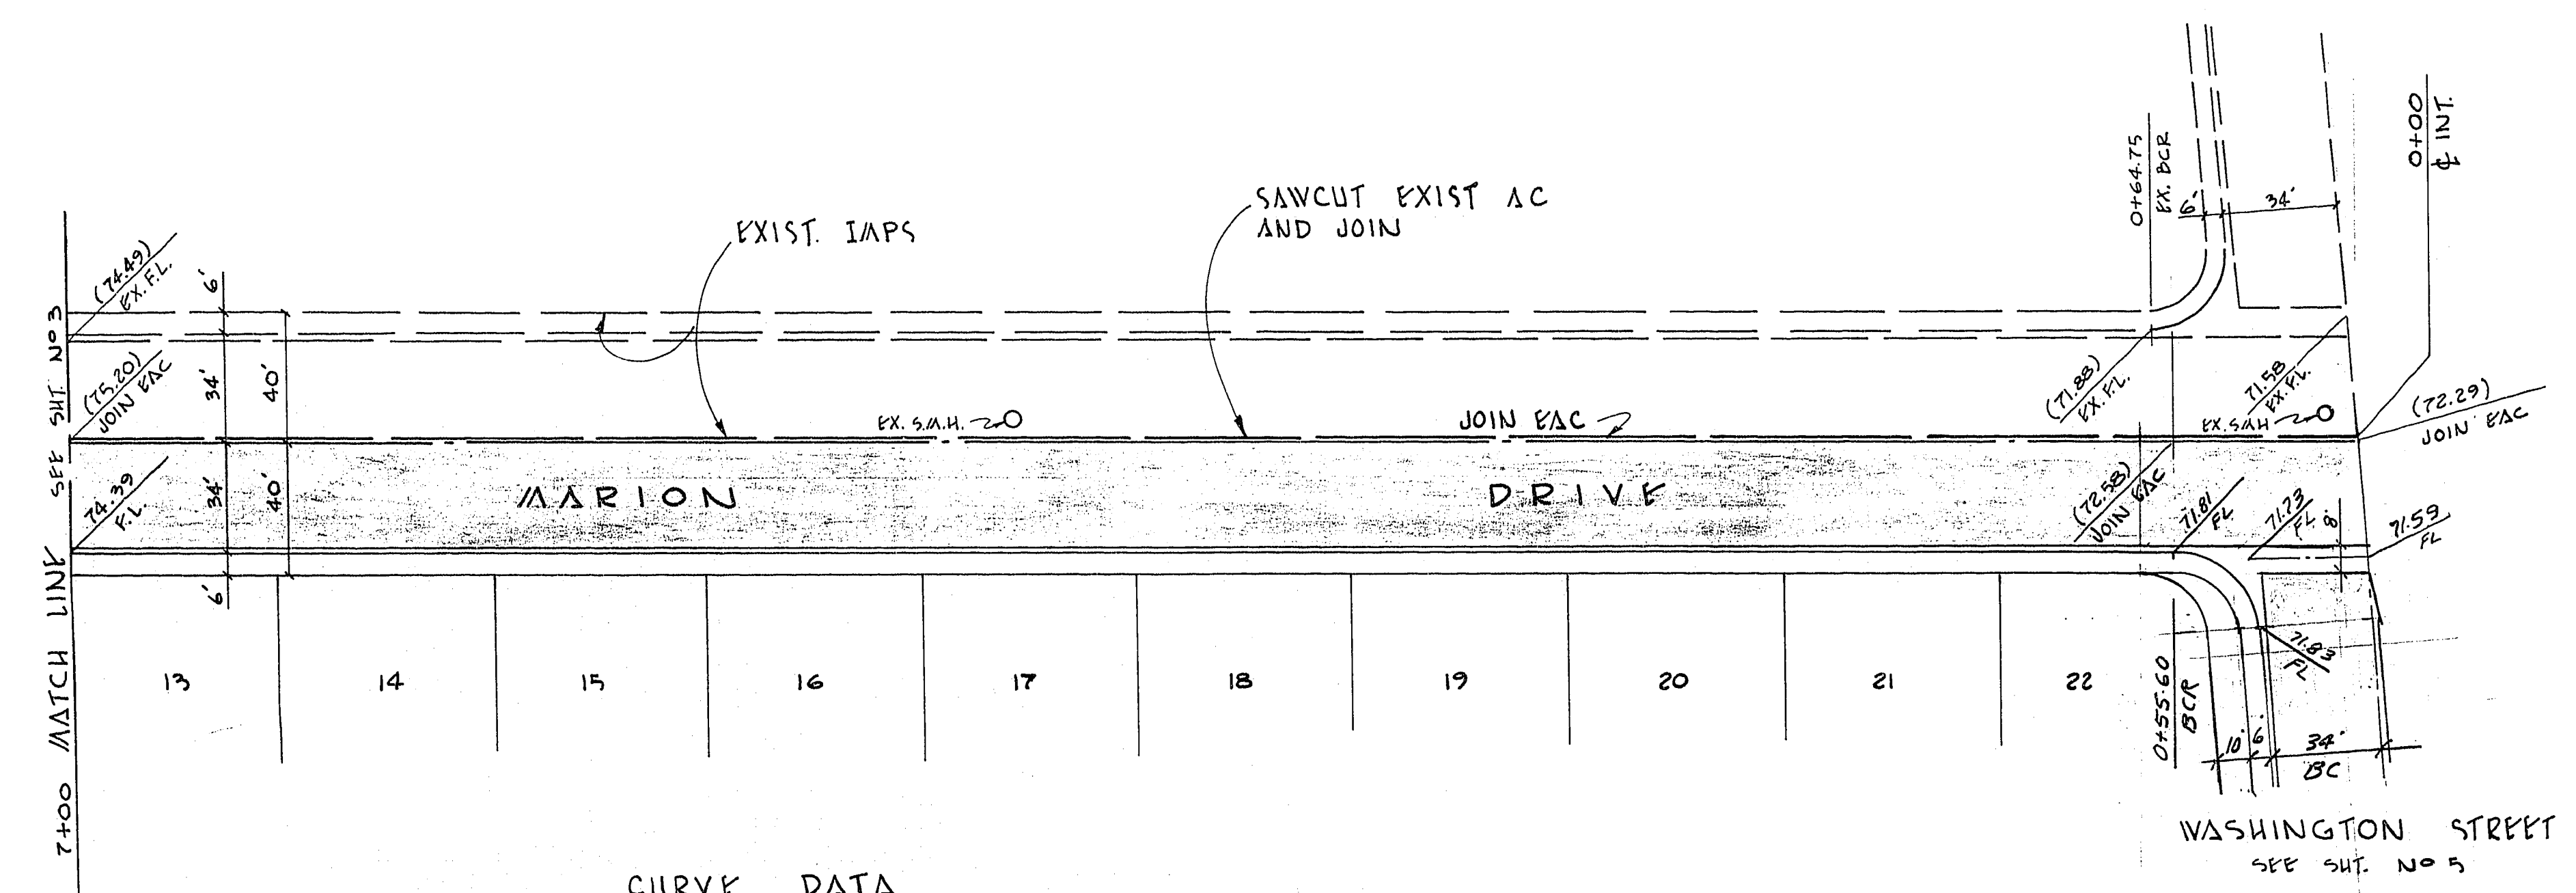 0+00
₵ INT.
0+64.75
EX. BCR
6'
34'
SAWCUT EXIST AC
AND JOIN
EXIST. IMPS
(74.49)
EX. F.L.
6'
(75.20)
JOIN EAC
34'
40'
(71.88)
EX. F.L.
71.58
EX. F.L.
EX. S.M.H.
JOIN EAC
EX. SMH
(72.29)
JOIN EAC
74.39
F.L.
34'
40'
MARION DRIVE
(72.58)
JOIN EAC
71.81
FL
71.73
FL
8'
71.59
FL
6'
71.83
FL
13
14
15
16
17
18
19
20
21
22
0+55.60
BCR
10'
6'
34'
BC
7+00 MATCH LINE SEE SHT. No 3
WASHINGTON STREET
SEE SHT. No 5
CURVE DATA